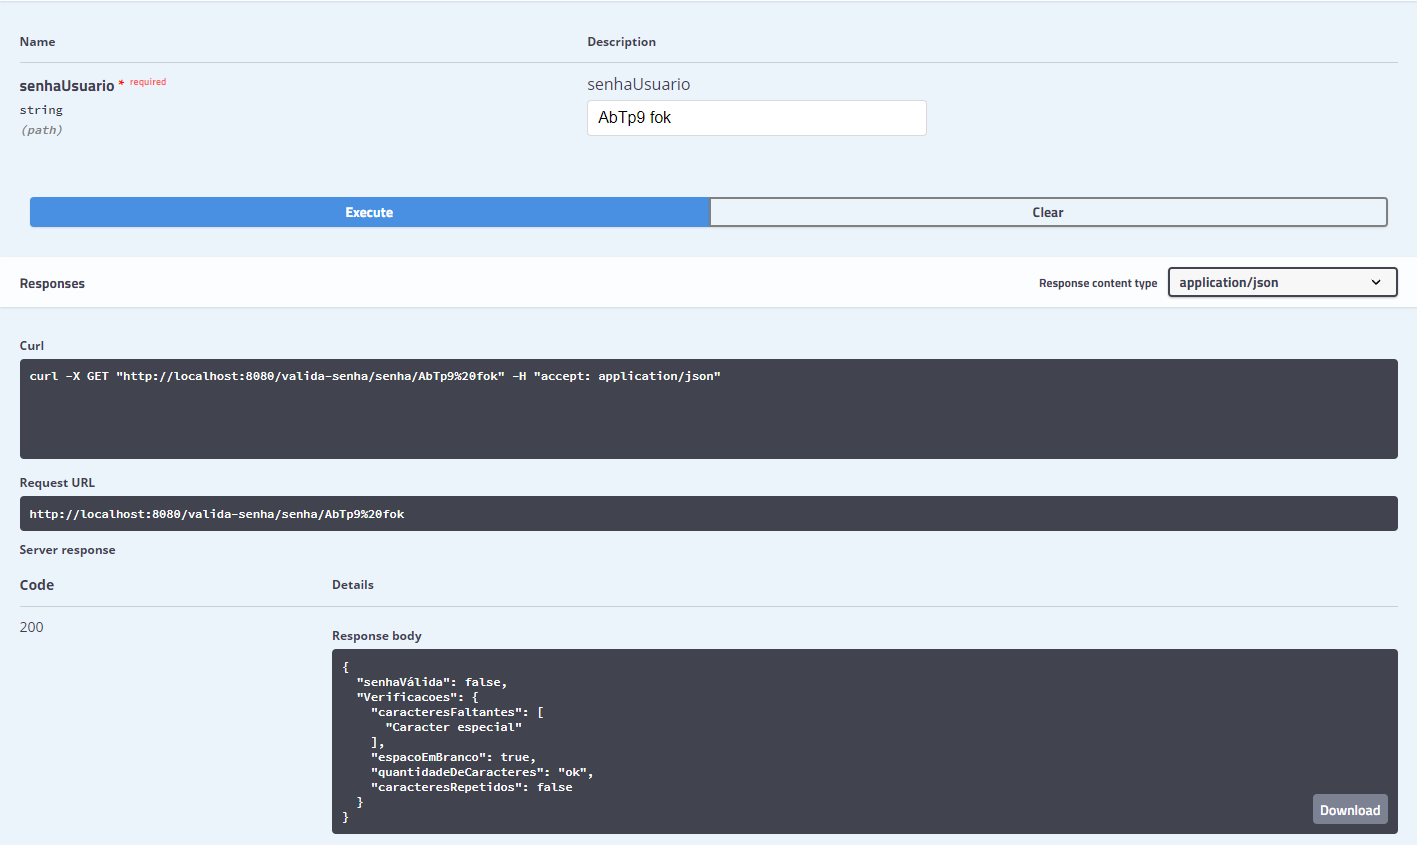 Name Description
senhaUsuario * required senhaUsuario
string AbTp9 fok
(path)
Execute Clear
Responses Response content type application/json
Curl
curl -X GET "http://localhost:8080/valida-senha/senha/AbTp9%20fok" -H "accept: application/json"
Request URL
http://localhost:8080/valida-senha/senha/AbTp9%20fok
Server response
Code Details
200
Response body
{
  "senhaVálida": false,
  "Verificacoes": {
    "caracteresFaltantes": [
      "Caracter especial"
    ],
    "espacoEmBranco": true,
    "quantidadeDeCaracteres": "ok",
    "caracteresRepetidos": false
  }
}
Download